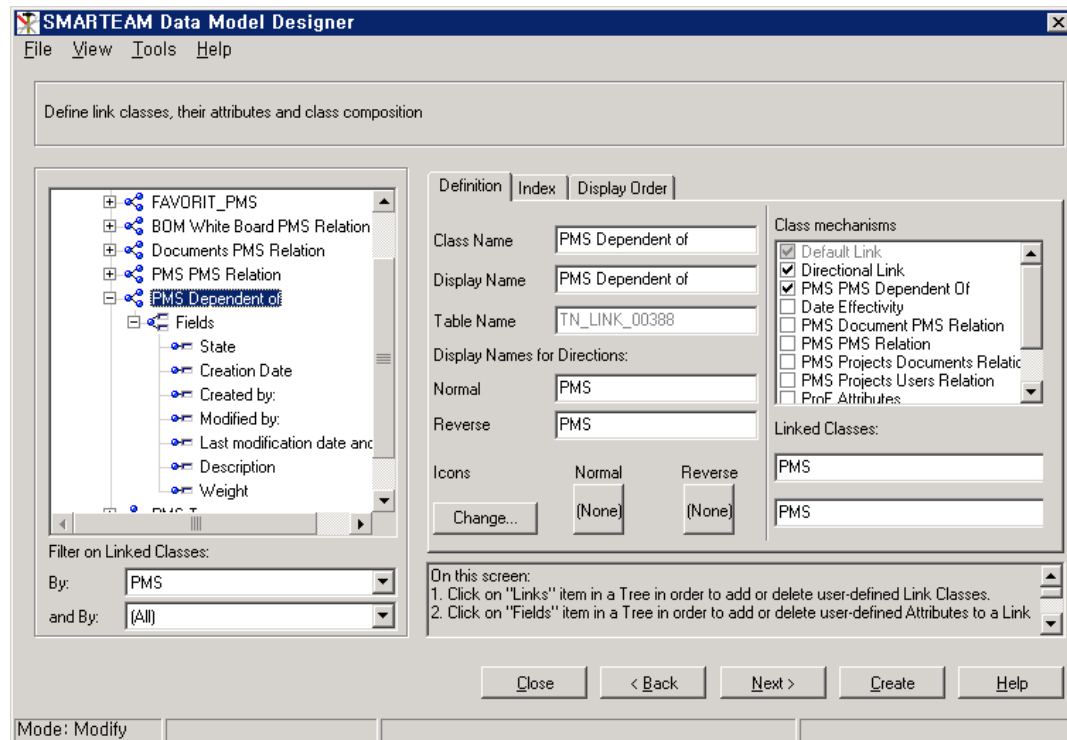 SMARTEAM Data Model Designer
File View Tools Help
Define link classes, their attributes and class composition
FAVORIT_PMS
BOM White Board PMS Relation
Documents PMS Relation
PMS PMS Relation
PMS Dependent of
Fields
State
Creation Date
Created by:
Modified by:
Last modification date and
Description
Weight
Filter on Linked Classes:
By: PMS
and By: (All)
Definition Index Display Order
Class Name PMS Dependent of
Display Name PMS Dependent of
Table Name TN_LINK_00388
Display Names for Directions:
Normal PMS
Reverse PMS
Icons Normal Reverse
Change... (None) (None)
Class mechanisms
Default Link
Directional Link
PMS PMS Dependent Of
Date Effectivity
PMS Document PMS Relation
PMS PMS Relation
PMS Projects Documents Relatic
PMS Projects Users Relation
ProE Attributes
Linked Classes:
PMS
PMS
On this screen:
1. Click on "Links" item in a Tree in order to add or delete user-defined Link Classes.
2. Click on "Fields" item in a Tree in order to add or delete user-defined Attributes to a Link
Close < Back Next > Create Help
Mode: Modify